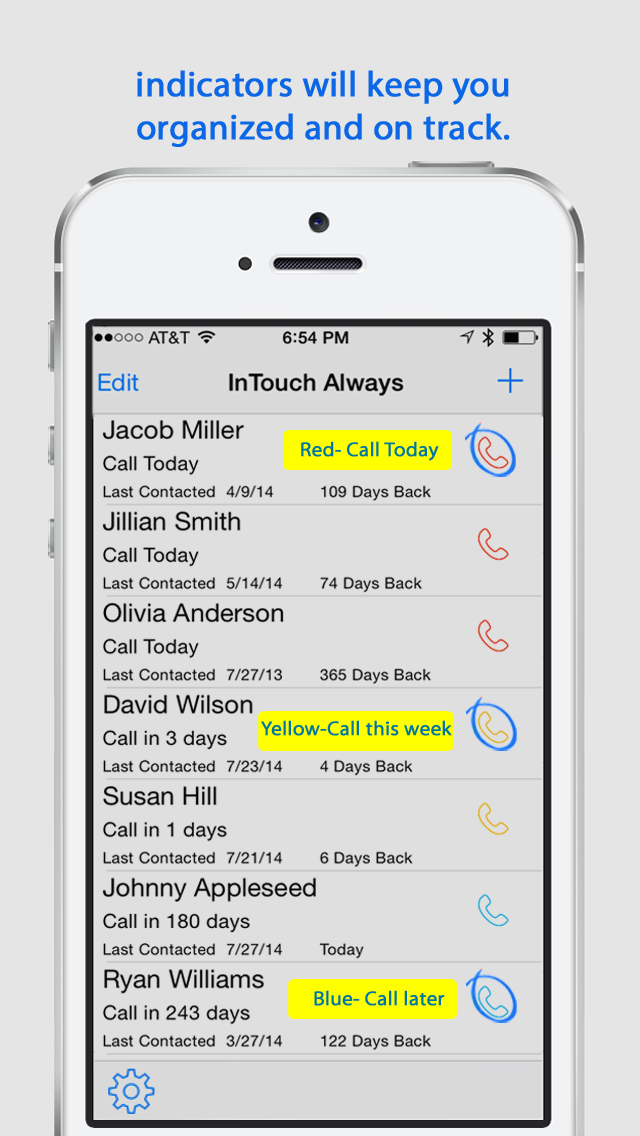 indicators will keep you
organized and on track.
AT&T 6:54 PM
Edit InTouch Always +
Jacob Miller
Call Today
Red- Call Today
Last Contacted 4/9/14 109 Days Back
Jillian Smith
Call Today
Last Contacted 5/14/14 74 Days Back
Olivia Anderson
Call Today
Last Contacted 7/27/13 365 Days Back
David Wilson
Call in 3 days
Yellow-Call this week
Last Contacted 7/23/14 4 Days Back
Susan Hill
Call in 1 days
Last Contacted 7/21/14 6 Days Back
Johnny Appleseed
Call in 180 days
Last Contacted 7/27/14 Today
Ryan Williams
Call in 243 days
Blue- Call later
Last Contacted 3/27/14 122 Days Back